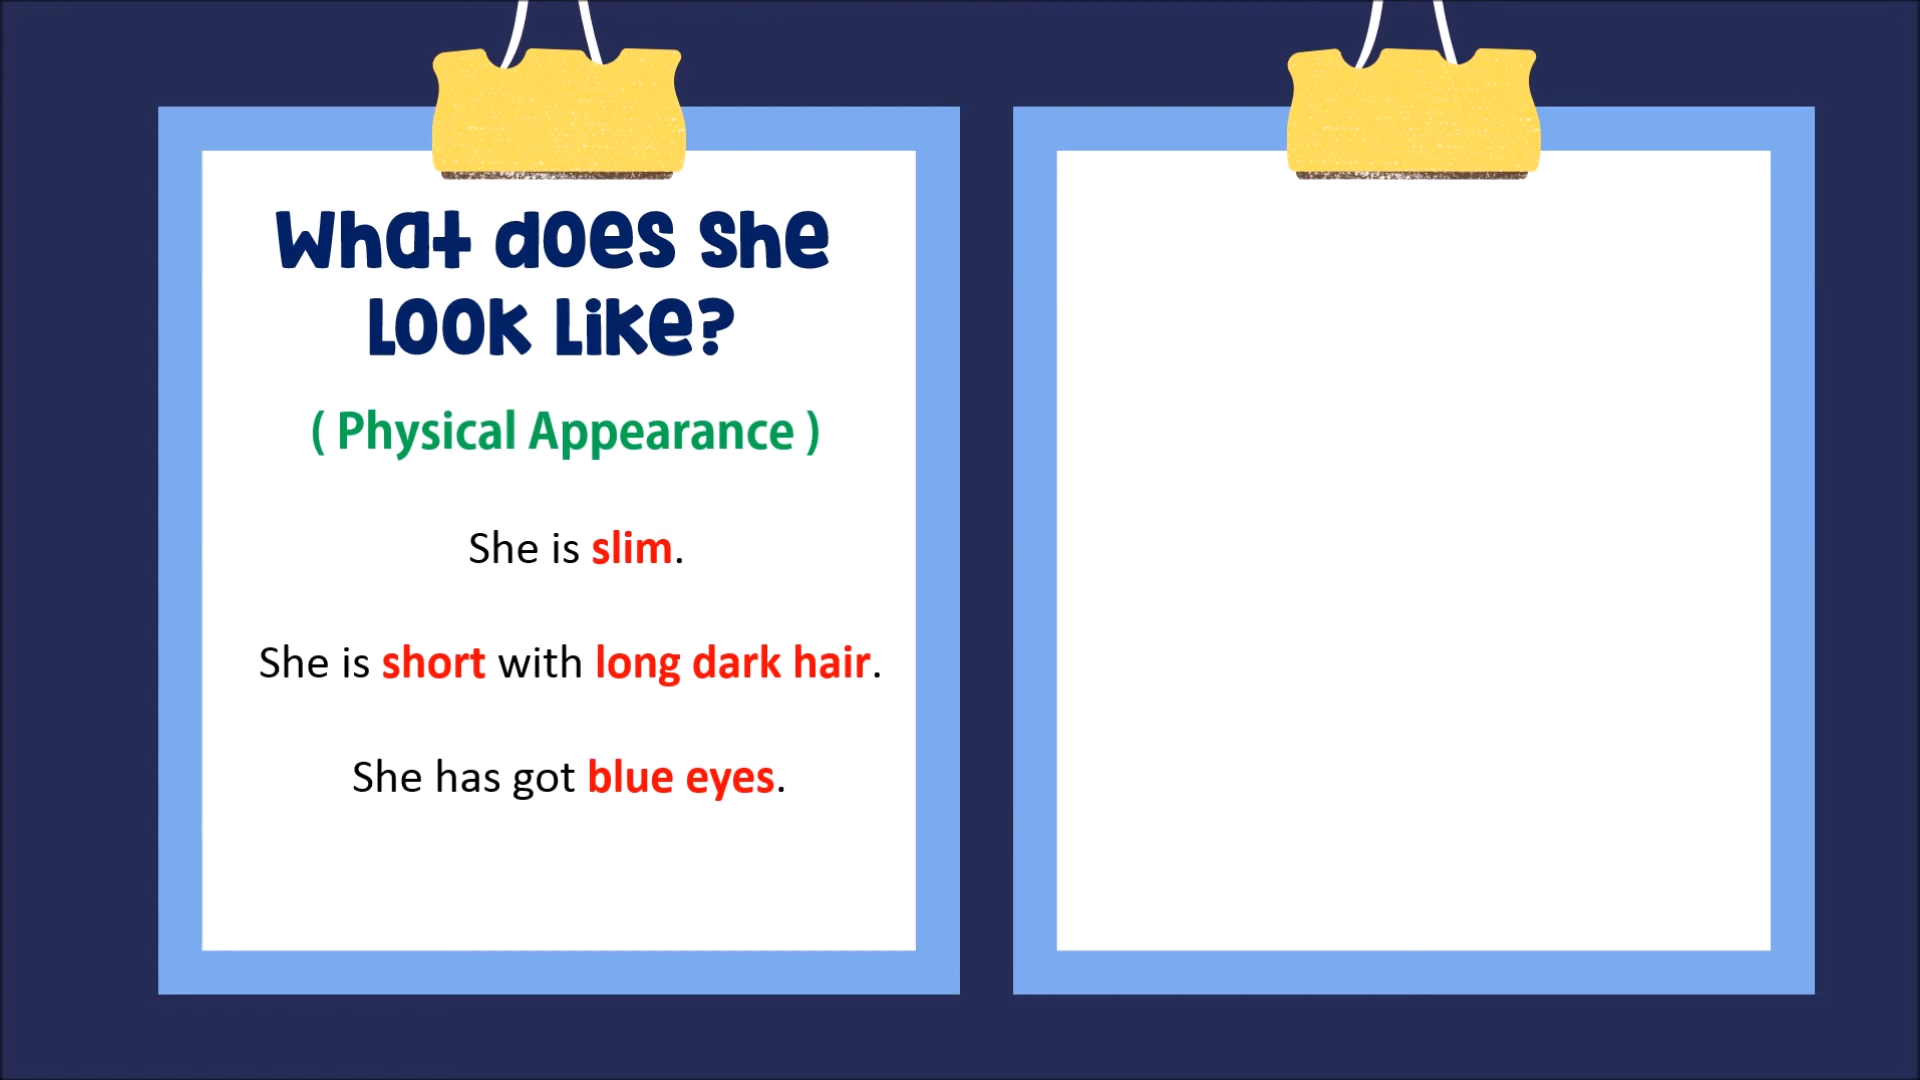 What does she
look like?
( Physical Appearance )
She is slim.
She is short with long dark hair.
She has got blue eyes.